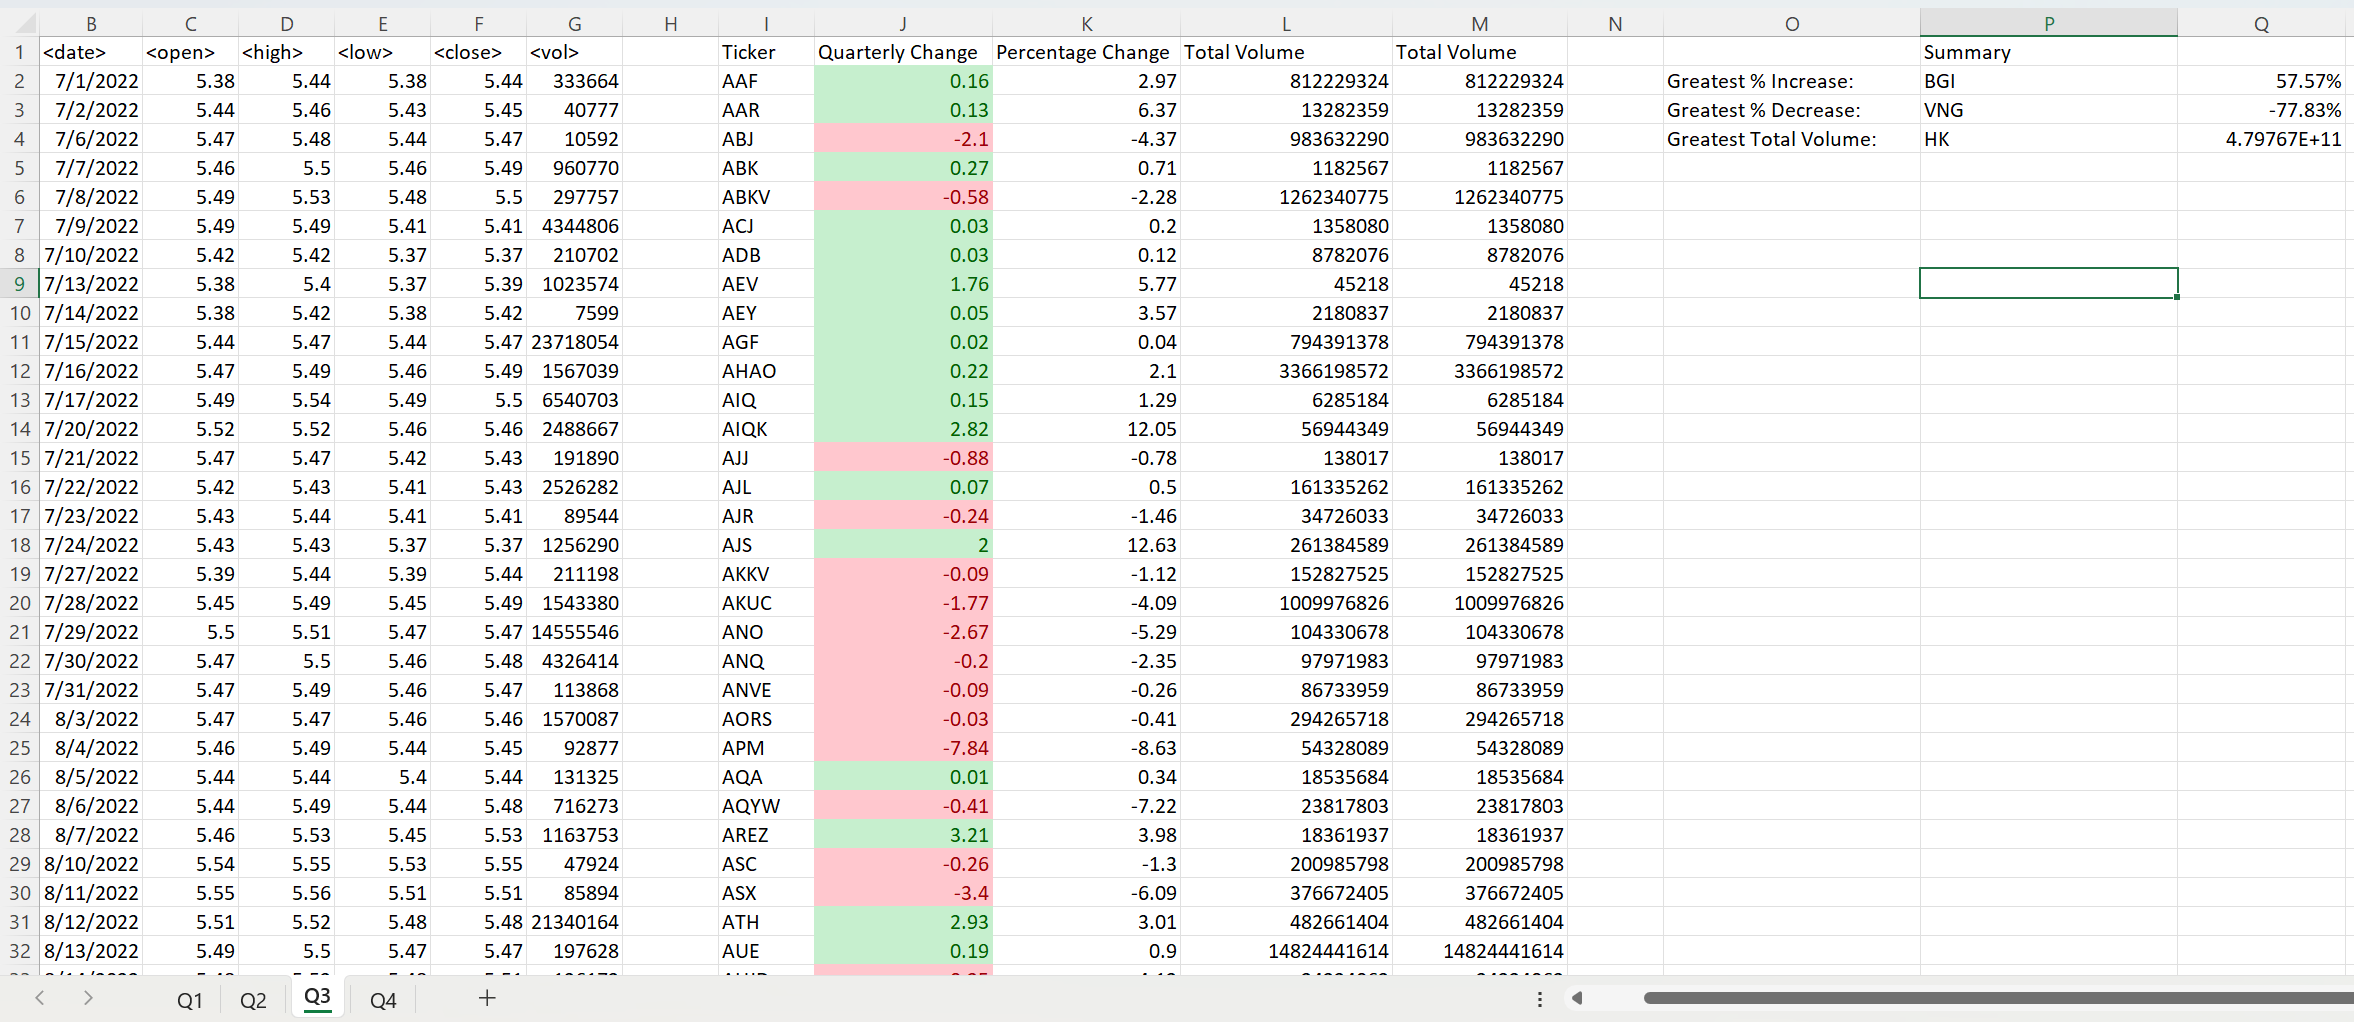 B C D E F G H I J K L M N O P Q
1 <date> <open> <high> <low> <close> <vol> Ticker Quarterly Change Percentage Change Total Volume Total Volume Summary
2 7/1/2022 5.38 5.44 5.38 5.44 333664 AAF 0.16 2.97 812229324 812229324 Greatest % Increase: BGI 57.57%
3 7/2/2022 5.44 5.46 5.43 5.45 40777 AAR 0.13 6.37 13282359 13282359 Greatest % Decrease: VNG -77.83%
4 7/6/2022 5.47 5.48 5.44 5.47 10592 ABJ -2.1 -4.37 983632290 983632290 Greatest Total Volume: HK 4.79767E+11
5 7/7/2022 5.46 5.5 5.46 5.49 960770 ABK 0.27 0.71 1182567 1182567
6 7/8/2022 5.49 5.53 5.48 5.5 297757 ABKV -0.58 -2.28 1262340775 1262340775
7 7/9/2022 5.49 5.49 5.41 5.41 4344806 ACJ 0.03 0.2 1358080 1358080
8 7/10/2022 5.42 5.42 5.37 5.37 210702 ADB 0.03 0.12 8782076 8782076
9 7/13/2022 5.38 5.4 5.37 5.39 1023574 AEV 1.76 5.77 45218 45218
10 7/14/2022 5.38 5.42 5.38 5.42 7599 AEY 0.05 3.57 2180837 2180837
11 7/15/2022 5.44 5.47 5.44 5.47 23718054 AGF 0.02 0.04 794391378 794391378
12 7/16/2022 5.47 5.49 5.46 5.49 1567039 AHAO 0.22 2.1 3366198572 3366198572
13 7/17/2022 5.49 5.54 5.49 5.5 6540703 AIQ 0.15 1.29 6285184 6285184
14 7/20/2022 5.52 5.52 5.46 5.46 2488667 AIQK 2.82 12.05 56944349 56944349
15 7/21/2022 5.47 5.47 5.42 5.43 191890 AJJ -0.88 -0.78 138017 138017
16 7/22/2022 5.42 5.43 5.41 5.43 2526282 AJL 0.07 0.5 161335262 161335262
17 7/23/2022 5.43 5.44 5.41 5.41 89544 AJR -0.24 -1.46 34726033 34726033
18 7/24/2022 5.43 5.43 5.37 5.37 1256290 AJS 2 12.63 261384589 261384589
19 7/27/2022 5.39 5.44 5.39 5.44 211198 AKKV -0.09 -1.12 152827525 152827525
20 7/28/2022 5.45 5.49 5.45 5.49 1543380 AKUC -1.77 -4.09 1009976826 1009976826
21 7/29/2022 5.5 5.51 5.47 5.47 14555546 ANO -2.67 -5.29 104330678 104330678
22 7/30/2022 5.47 5.5 5.46 5.48 4326414 ANQ -0.2 -2.35 97971983 97971983
23 7/31/2022 5.47 5.49 5.46 5.47 113868 ANVE -0.09 -0.26 86733959 86733959
24 8/3/2022 5.47 5.47 5.46 5.46 1570087 AORS -0.03 -0.41 294265718 294265718
25 8/4/2022 5.46 5.49 5.44 5.45 92877 APM -7.84 -8.63 54328089 54328089
26 8/5/2022 5.44 5.44 5.4 5.44 131325 AQA 0.01 0.34 18535684 18535684
27 8/6/2022 5.44 5.49 5.44 5.48 716273 AQYW -0.41 -7.22 23817803 23817803
28 8/7/2022 5.46 5.53 5.45 5.53 1163753 AREZ 3.21 3.98 18361937 18361937
29 8/10/2022 5.54 5.55 5.53 5.55 47924 ASC -0.26 -1.3 200985798 200985798
30 8/11/2022 5.55 5.56 5.51 5.51 85894 ASX -3.4 -6.09 376672405 376672405
31 8/12/2022 5.51 5.52 5.48 5.48 21340164 ATH 2.93 3.01 482661404 482661404
32 8/13/2022 5.49 5.5 5.47 5.47 197628 AUE 0.19 0.9 14824441614 14824441614
Q1 Q2 Q3 Q4 +